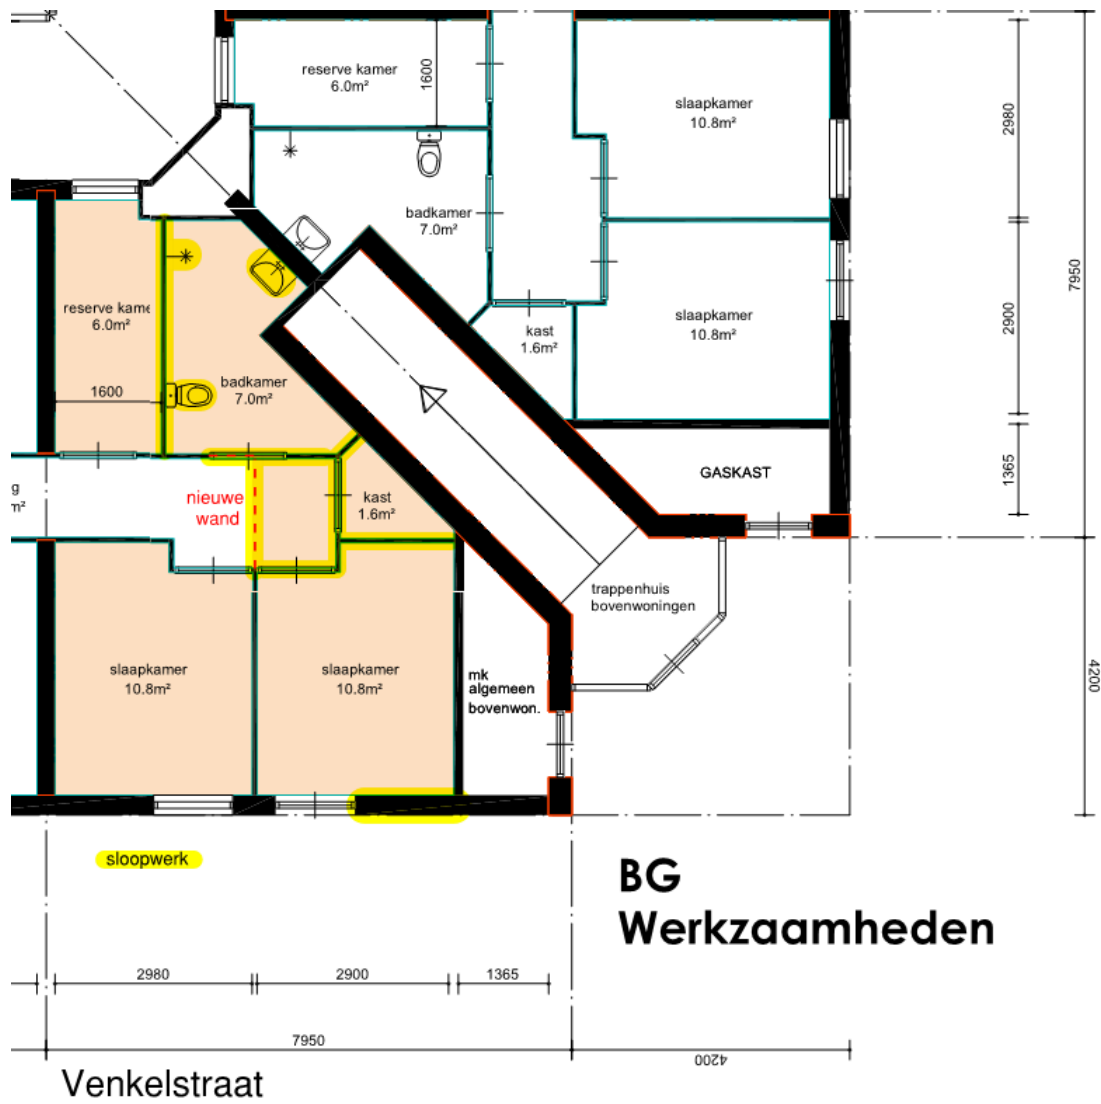 reserve kamer
6.0m²
1600
slaapkamer
10.8m²
2980
badkamer
7.0m²
7950
reserve kame
6.0m²
slaapkamer
10.8m²
2900
kast
1.6m²
1600
badkamer
7.0m²
GASKAST
1365
g
m²
nieuwe
wand
kast
1.6m²
trappenhuis
bovenwoningen
slaapkamer
10.8m²
slaapkamer
10.8m²
mk
algemeen
bovenwon.
4200
sloopwerk
BG
Werkzaamheden
2980
2900
1365
7950
4200
Venkelstraat